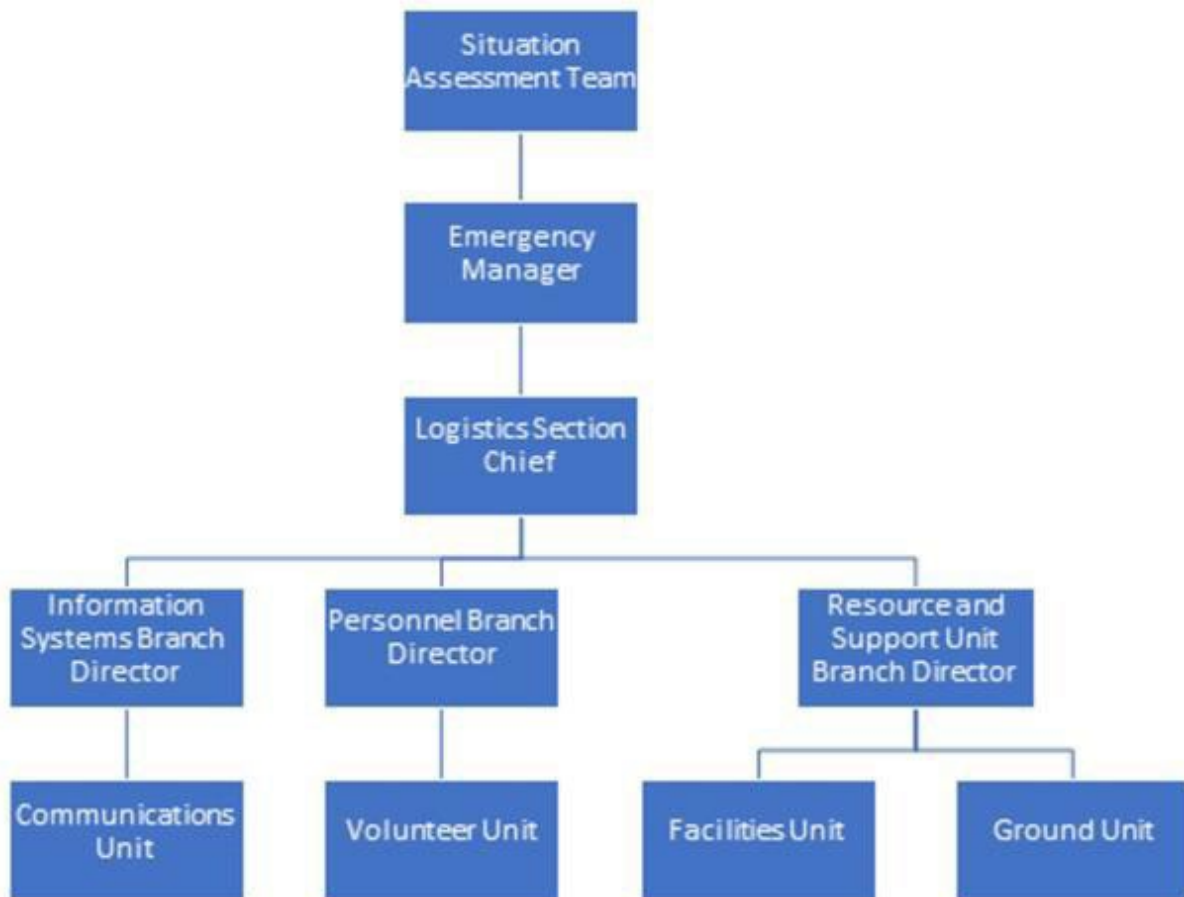 Situation
Assessment Team
Emergency
Manager
Logistics Section
Chief
Information
Systems Branch
Director
Personnel Branch
Director
Resource and
Support Unit
Branch Director
Communications
Unit
Volunteer Unit
Facilities Unit
Ground Unit